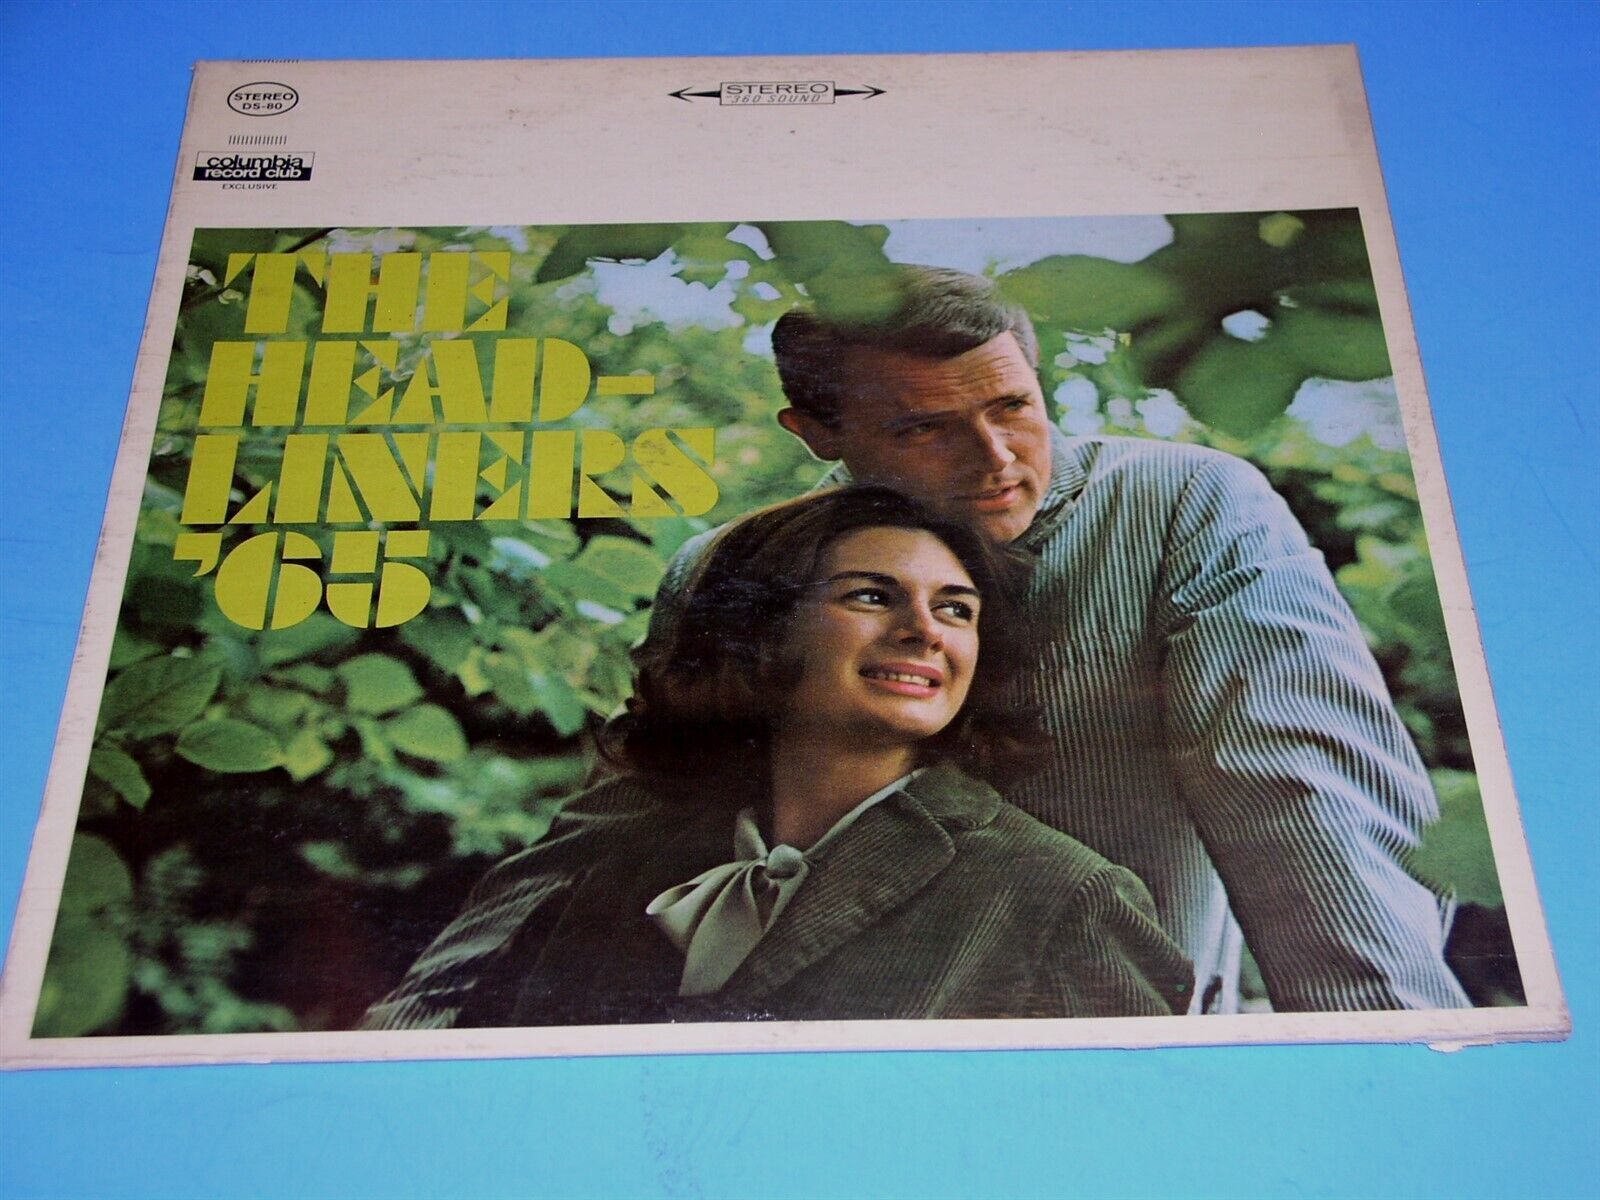 STEREO
DS-80
STEREO
"360 SOUND"
columbia
record club
EXCLUSIVE
THE
HEAD-
LINERS
'65